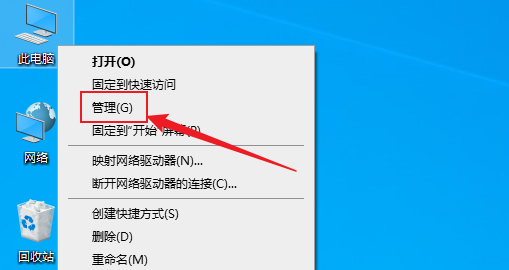 此电脑
网络
回收站
打开(O)
固定到快速访问
管理(G)
固定到"开始"屏幕(P)
映射网络驱动器(N)...
断开网络驱动器的连接(C)...
创建快捷方式(S)
删除(D)
重命名(M)